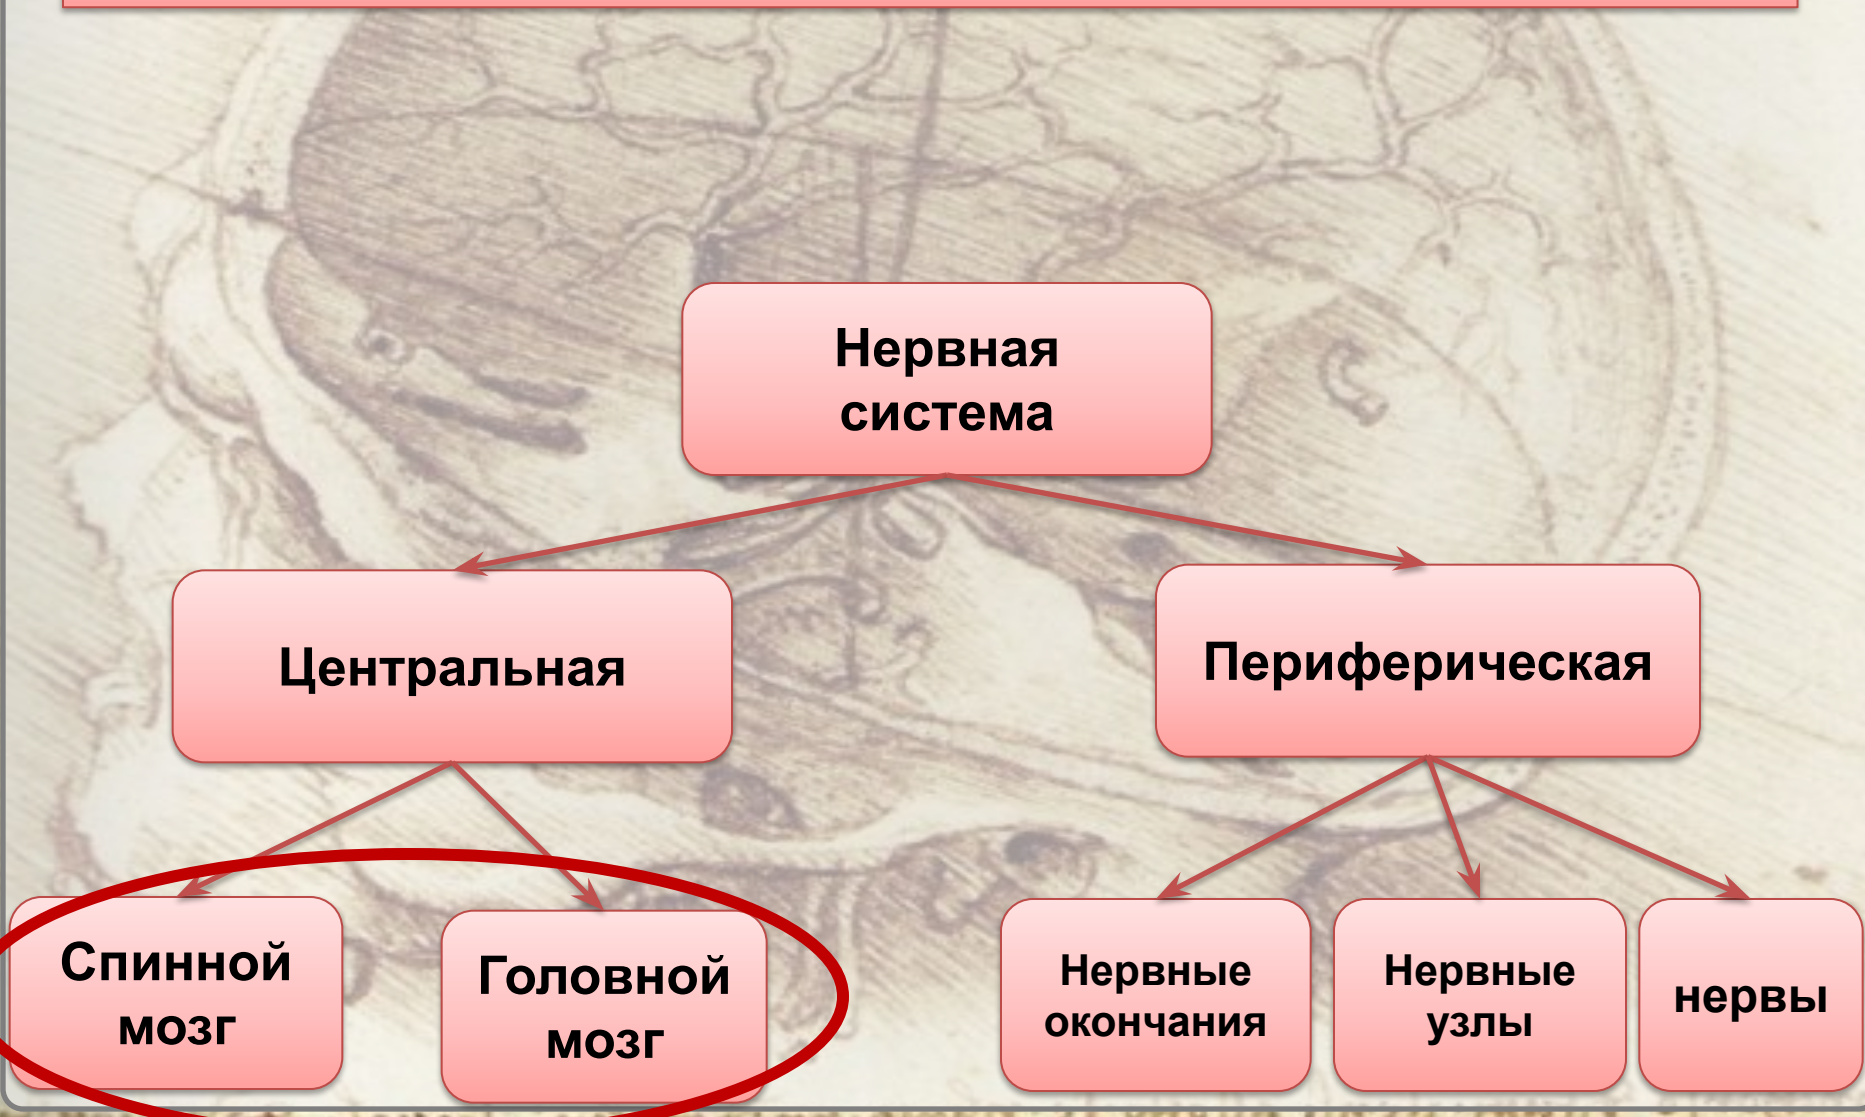 Нервная
система
Центральная
Периферическая
Спинной
мозг
Головной
мозг
Нервные
окончания
Нервные
узлы
нервы